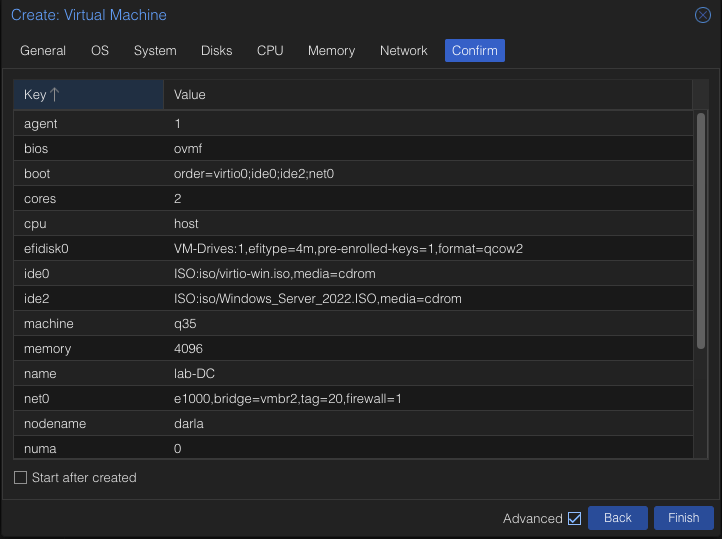 Create: Virtual Machine
General OS System Disks CPU Memory Network Confirm
Key Value
agent 1
bios ovmf
boot order=virtio0;ide0;ide2;net0
cores 2
cpu host
efidisk0 VM-Drives:1,efitype=4m,pre-enrolled-keys=1,format=qcow2
ide0 ISO:iso/virtio-win.iso,media=cdrom
ide2 ISO:iso/Windows_Server_2022.ISO,media=cdrom
machine q35
memory 4096
name lab-DC
net0 e1000,bridge=vmbr2,tag=20,firewall=1
nodename darla
numa 0
Start after created
Advanced Back Finish